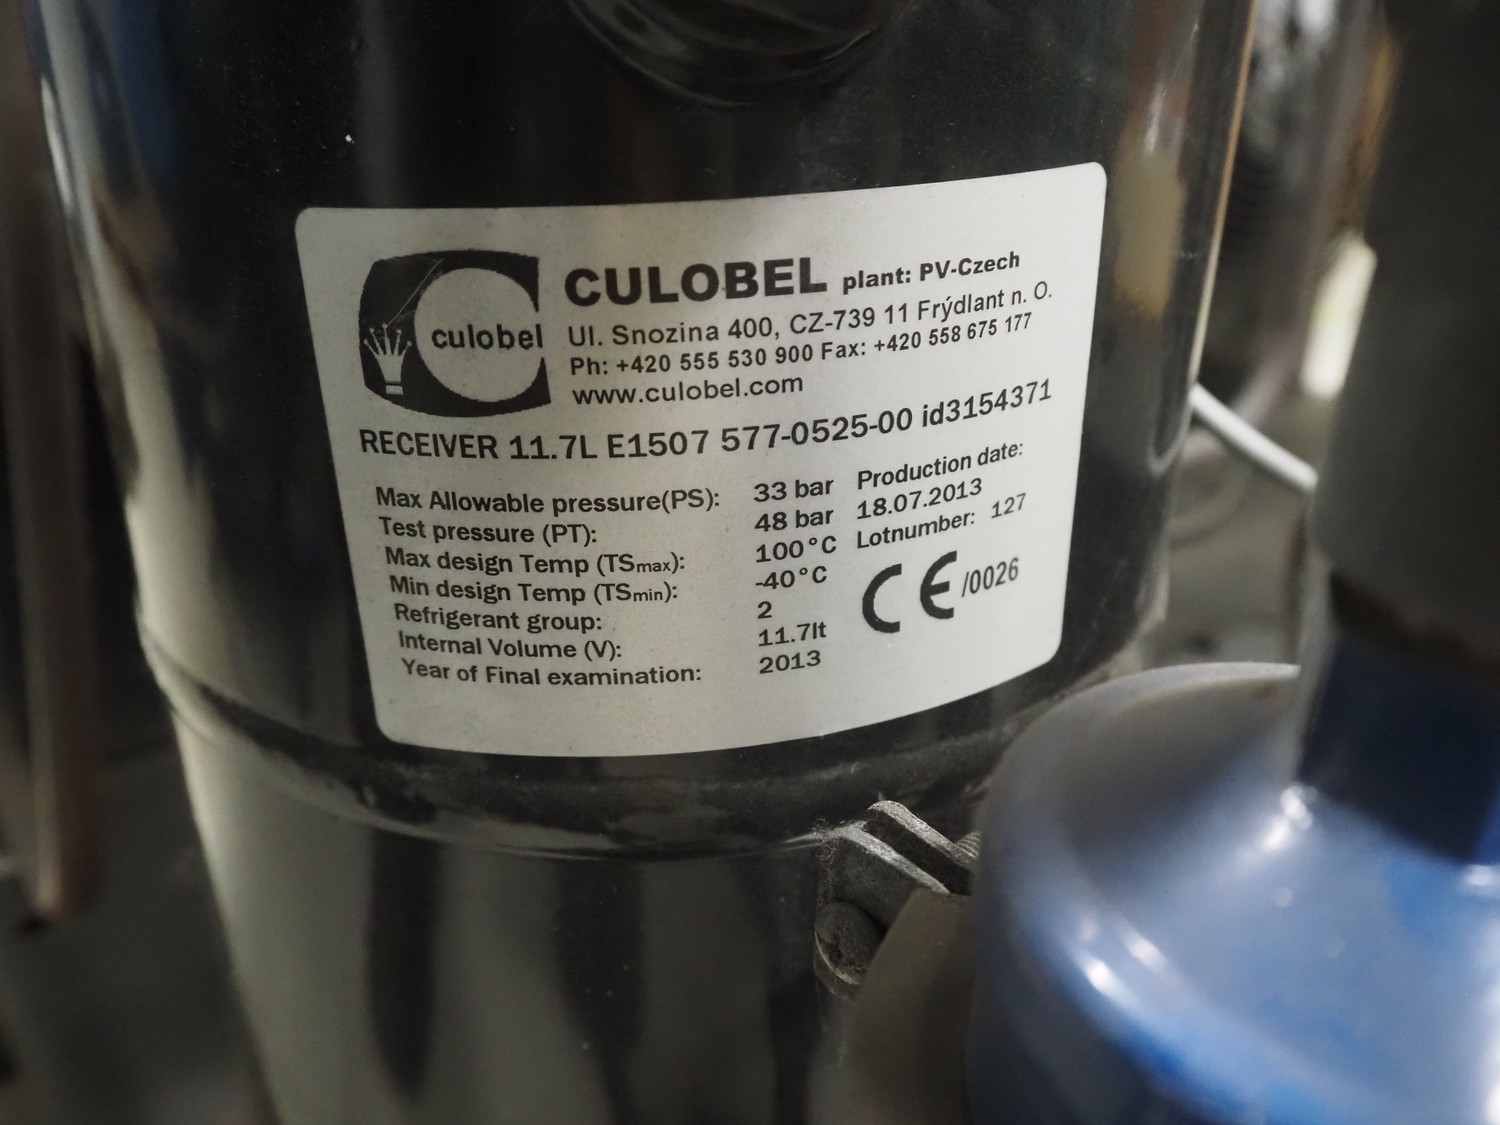 culobel
CULOBEL plant: PV-Czech
Ul. Snozina 400, CZ-739 11 Frýdlant n. O.
Ph: +420 555 530 900 Fax: +420 558 675 177
www.culobel.com
RECEIVER 11.7L E1507 577-0525-00 id3154371
Max Allowable pressure(PS): 33 bar
Test pressure (PT): 48 bar
Max design Temp (TSmax): 100°C
Min design Temp (TSmin): -40°C
Refrigerant group: 2
Internal Volume (V): 11.7lt
Year of Final examination: 2013
Production date:
18.07.2013
Lotnumber: 127
CE/0026